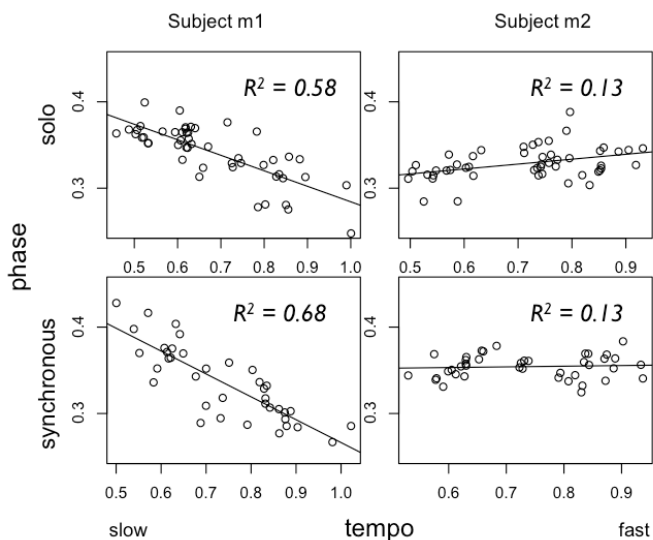 Subject m1
Subject m2
solo
R² = 0.58
R² = 0.13
0.4
0.3
0.5 0.6 0.7 0.8 0.9 1.0
0.4
0.3
0.5 0.6 0.7 0.8 0.9
phase
synchronous
R² = 0.68
R² = 0.13
0.4
0.3
0.5 0.6 0.7 0.8 0.9 1.0
0.4
0.3
0.6 0.7 0.8 0.9
slow
tempo
fast